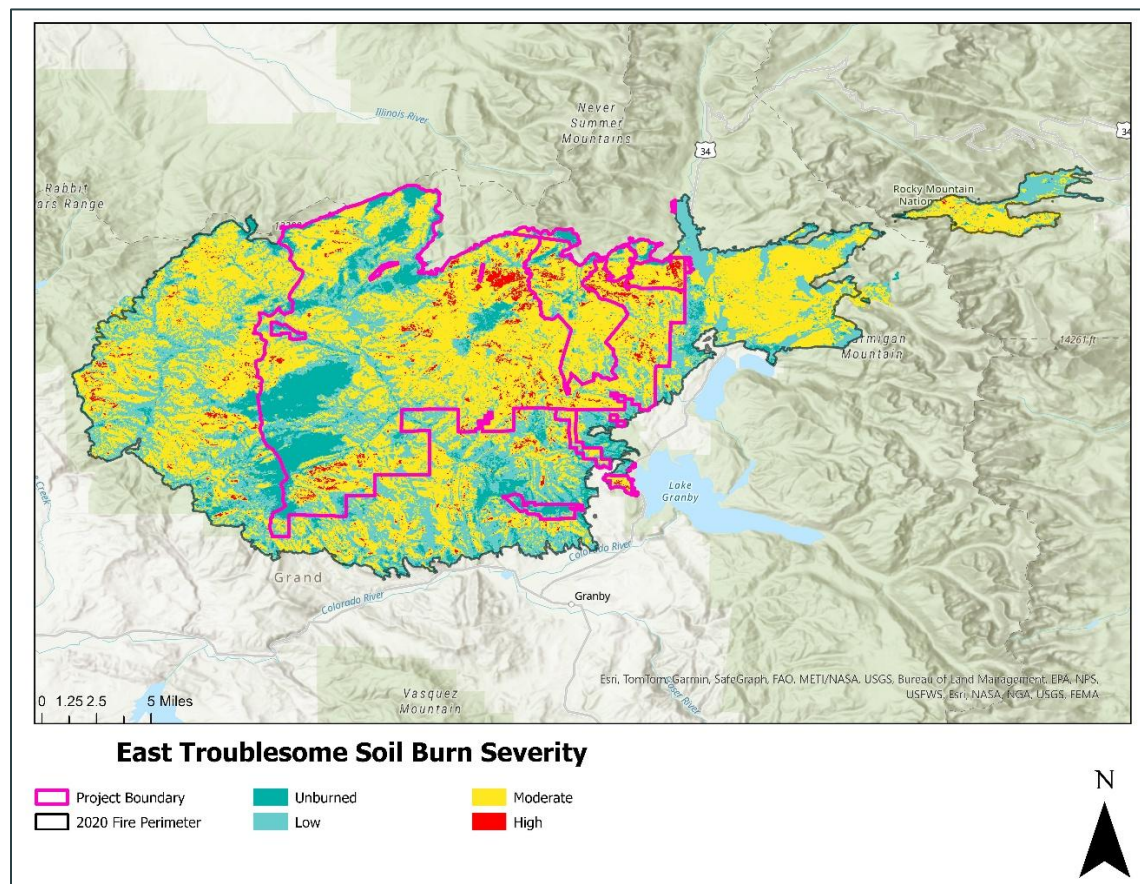 Illinois River
Never
Summer
Mountains
34
34
Rabbit
ars Range
Rocky Mountain
Nation
14261 ft
armigan
Mountain
Creek
Lake
Granby
Colorado River
Grand
Granby
Colorado River
Vasquez
Mountain
Esri, TomTom, Garmin, SafeGraph, FAO, METI/NASA, USGS, Bureau of Land Management, EPA, NPS,
USFWS, Esri, NASA, NGA, USGS, FEMA
0 1.25 2.5 5 Miles
East Troublesome Soil Burn Severity
Project Boundary
Unburned
Moderate
2020 Fire Perimeter
Low
High
N